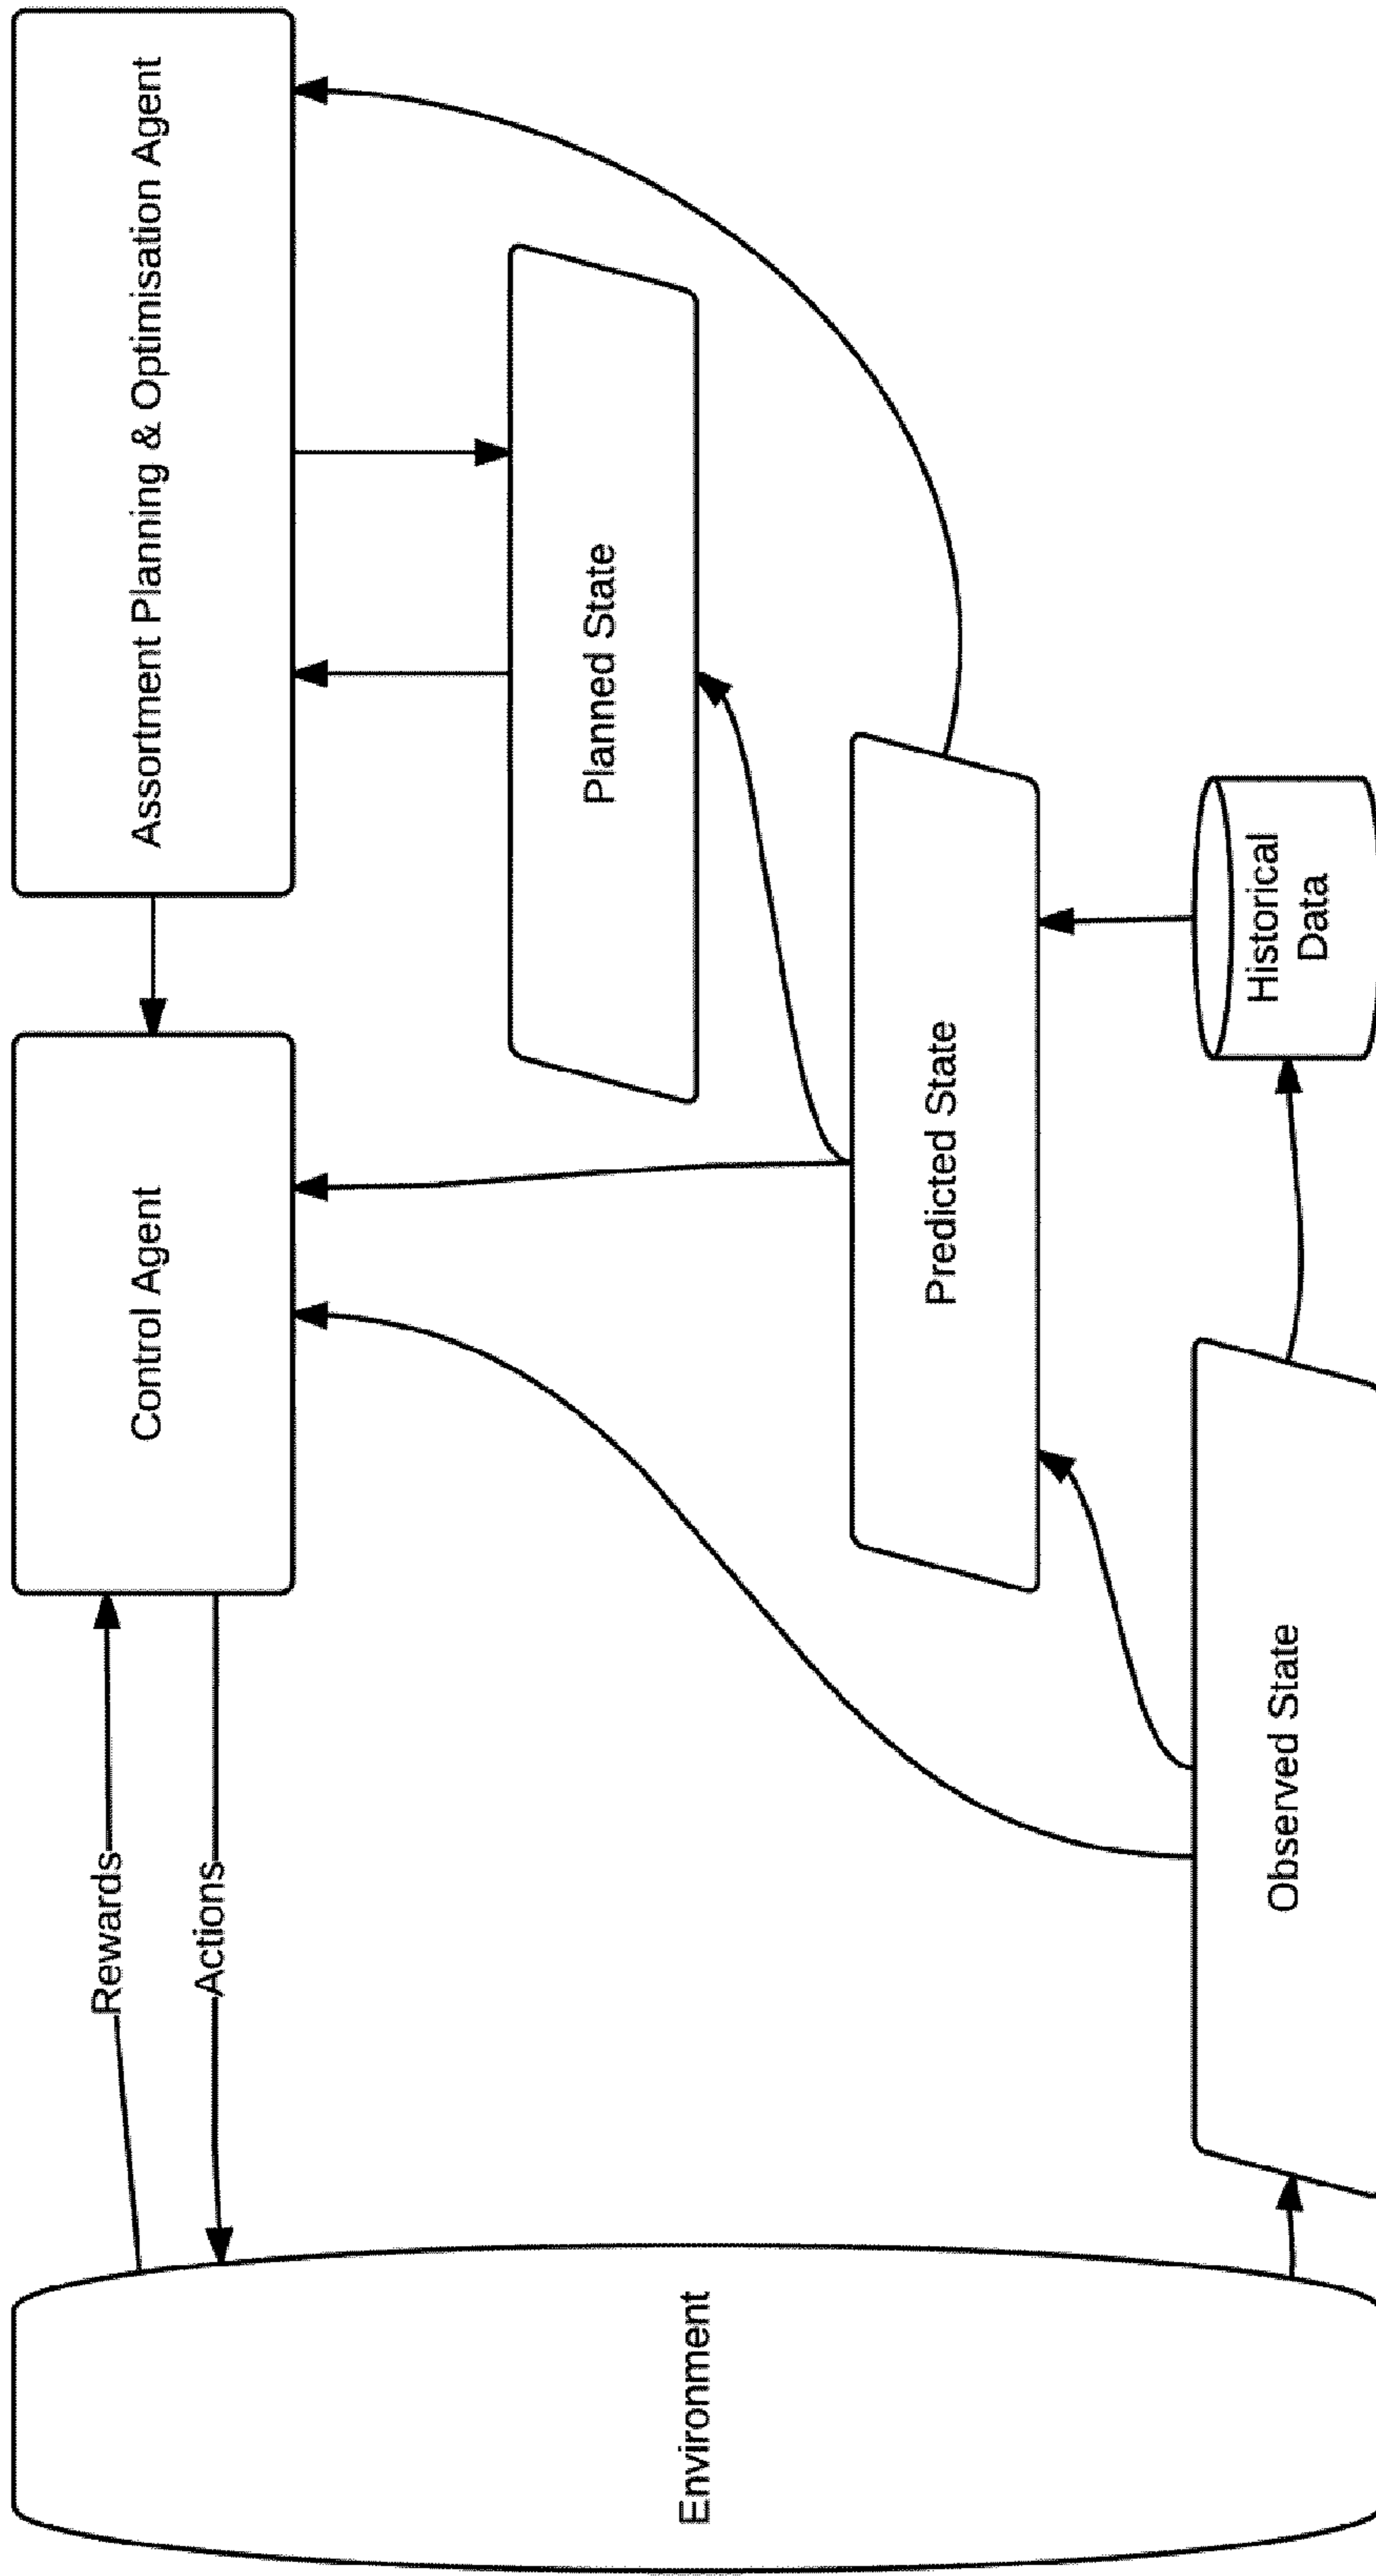 Environment
Rewards
Actions
Control Agent
Assortment Planning & Optimisation Agent
Planned State
Predicted State
Observed State
Historical
Data